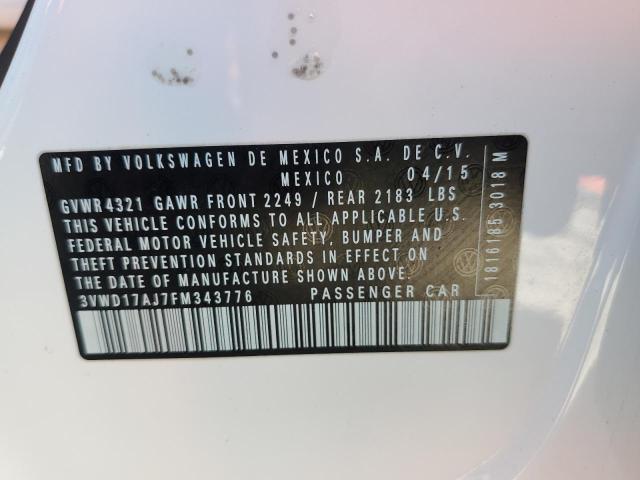 MFD BY VOLKSWAGEN DE MEXICO S.A. DE C.V.
MEXICO 04/15
GVWR 4321 GAWR FRONT 2249 / REAR 2183 LBS
THIS VEHICLE CONFORMS TO ALL APPLICABLE U.S.
FEDERAL MOTOR VEHICLE SAFETY, BUMPER AND
THEFT PREVENTION STANDARDS IN EFFECT ON
THE DATE OF MANUFACTURE SHOWN ABOVE.
3VWD17AJ7FM343776 PASSENGER CAR
1816185 3018 M